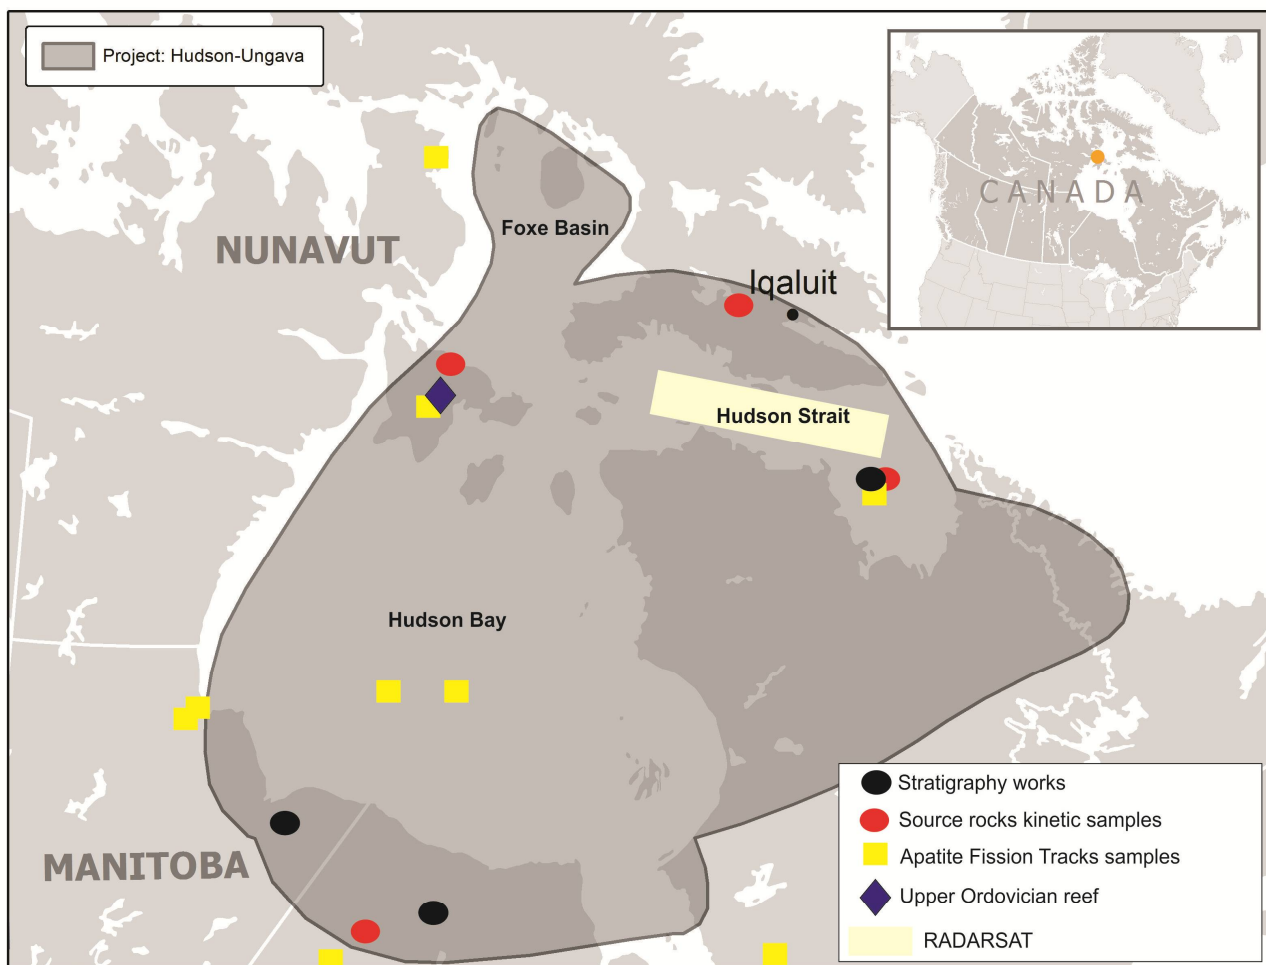 Project: Hudson-Ungava
CANADA
Foxe Basin
NUNAVUT
Iqaluit
Hudson Strait
Hudson Bay
MANITOBA
Stratigraphy works
Source rocks kinetic samples
Apatite Fission Tracks samples
Upper Ordovician reef
RADARSAT